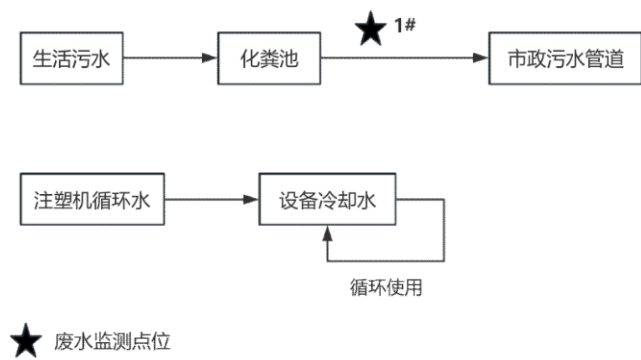 生活污水
化粪池
1#
市政污水管道
注塑机循环水
设备冷却水
循环使用
废水监测点位